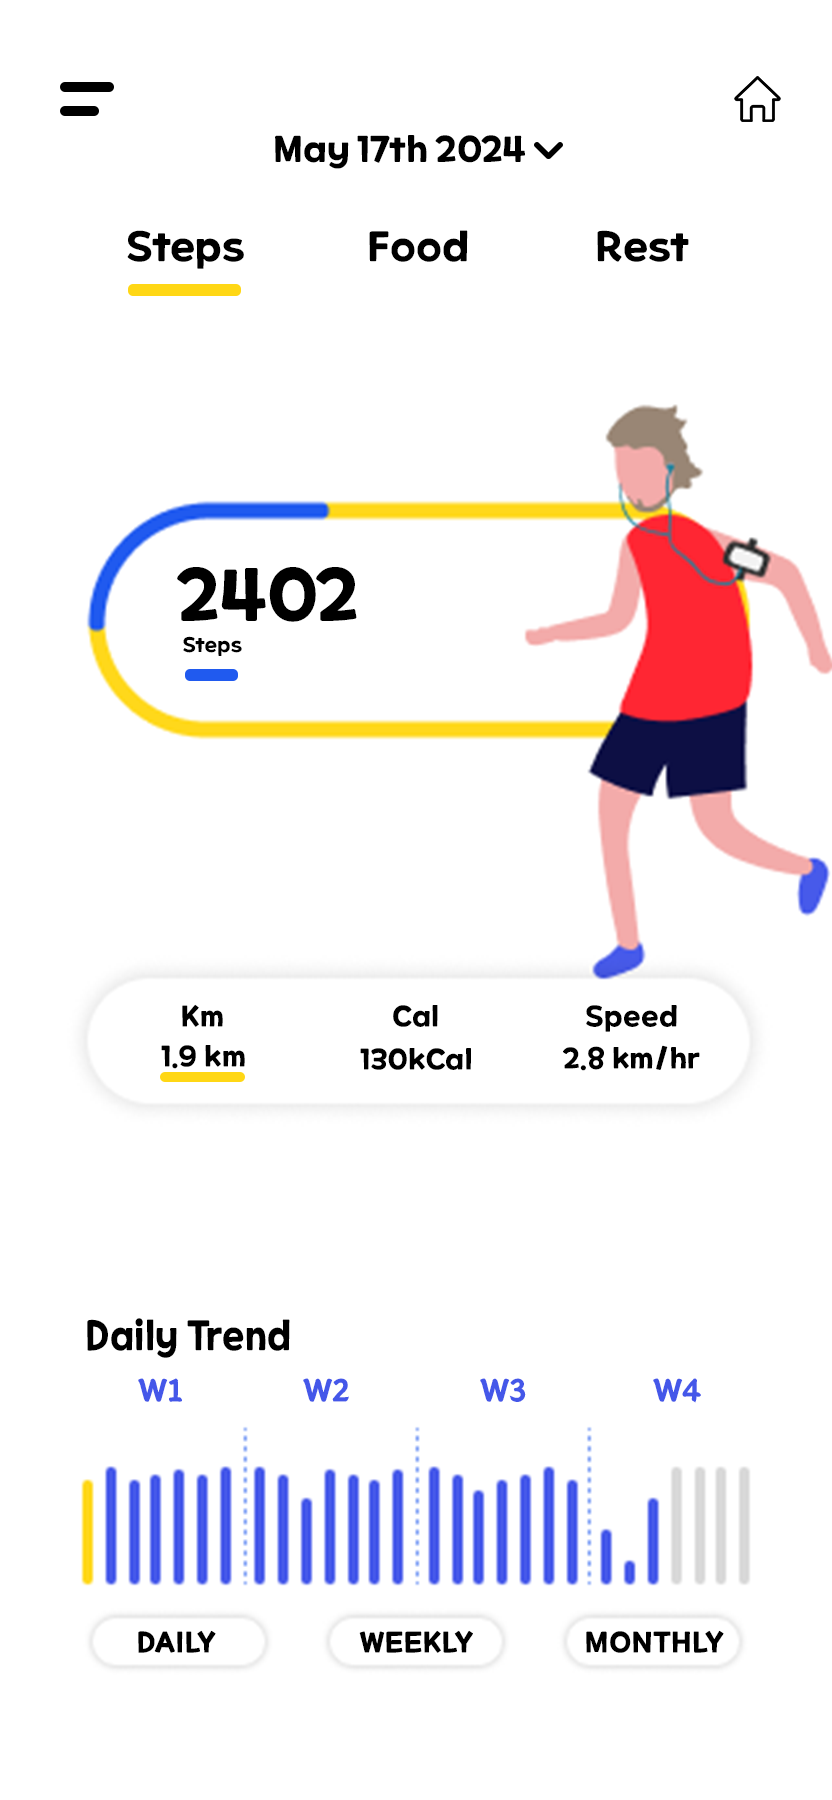 May 17th 2024
Steps Food Rest
2402
Steps
Km Cal Speed
1.9 km 130kCal 2.8 km/hr
Daily Trend
W1 W2 W3 W4
DAILY WEEKLY MONTHLY